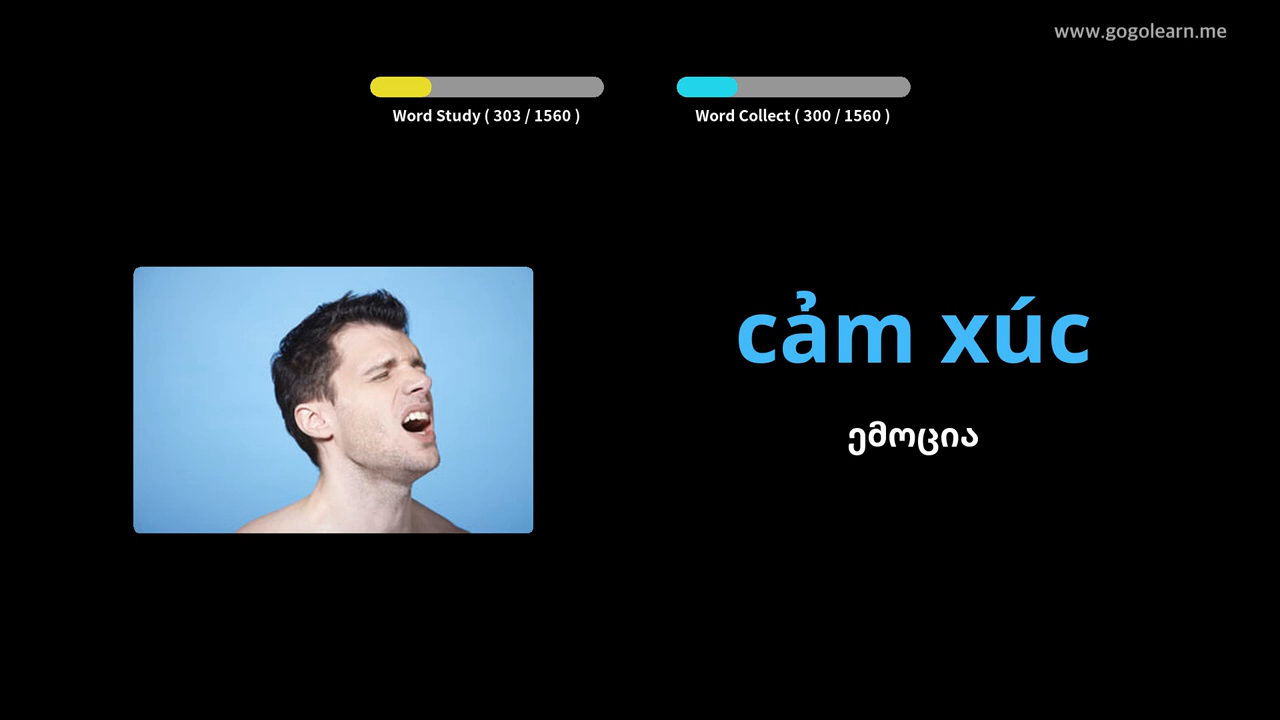 www.gogolearn.me
Word Study ( 303 / 1560 )
Word Collect ( 300 / 1560 )
cảm xúc
ემოცია